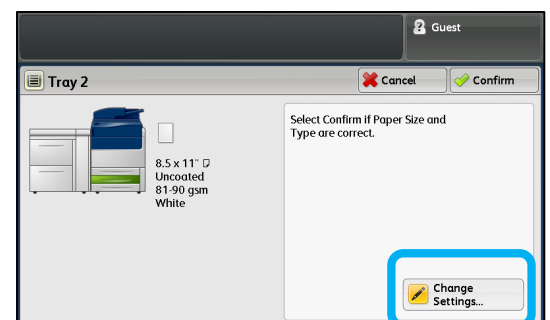 Guest
Tray 2
Cancel
Confirm
8.5 x 11"
Uncoated
81-90 gsm
White
Select Confirm if Paper Size and
Type are correct.
Change
Settings...